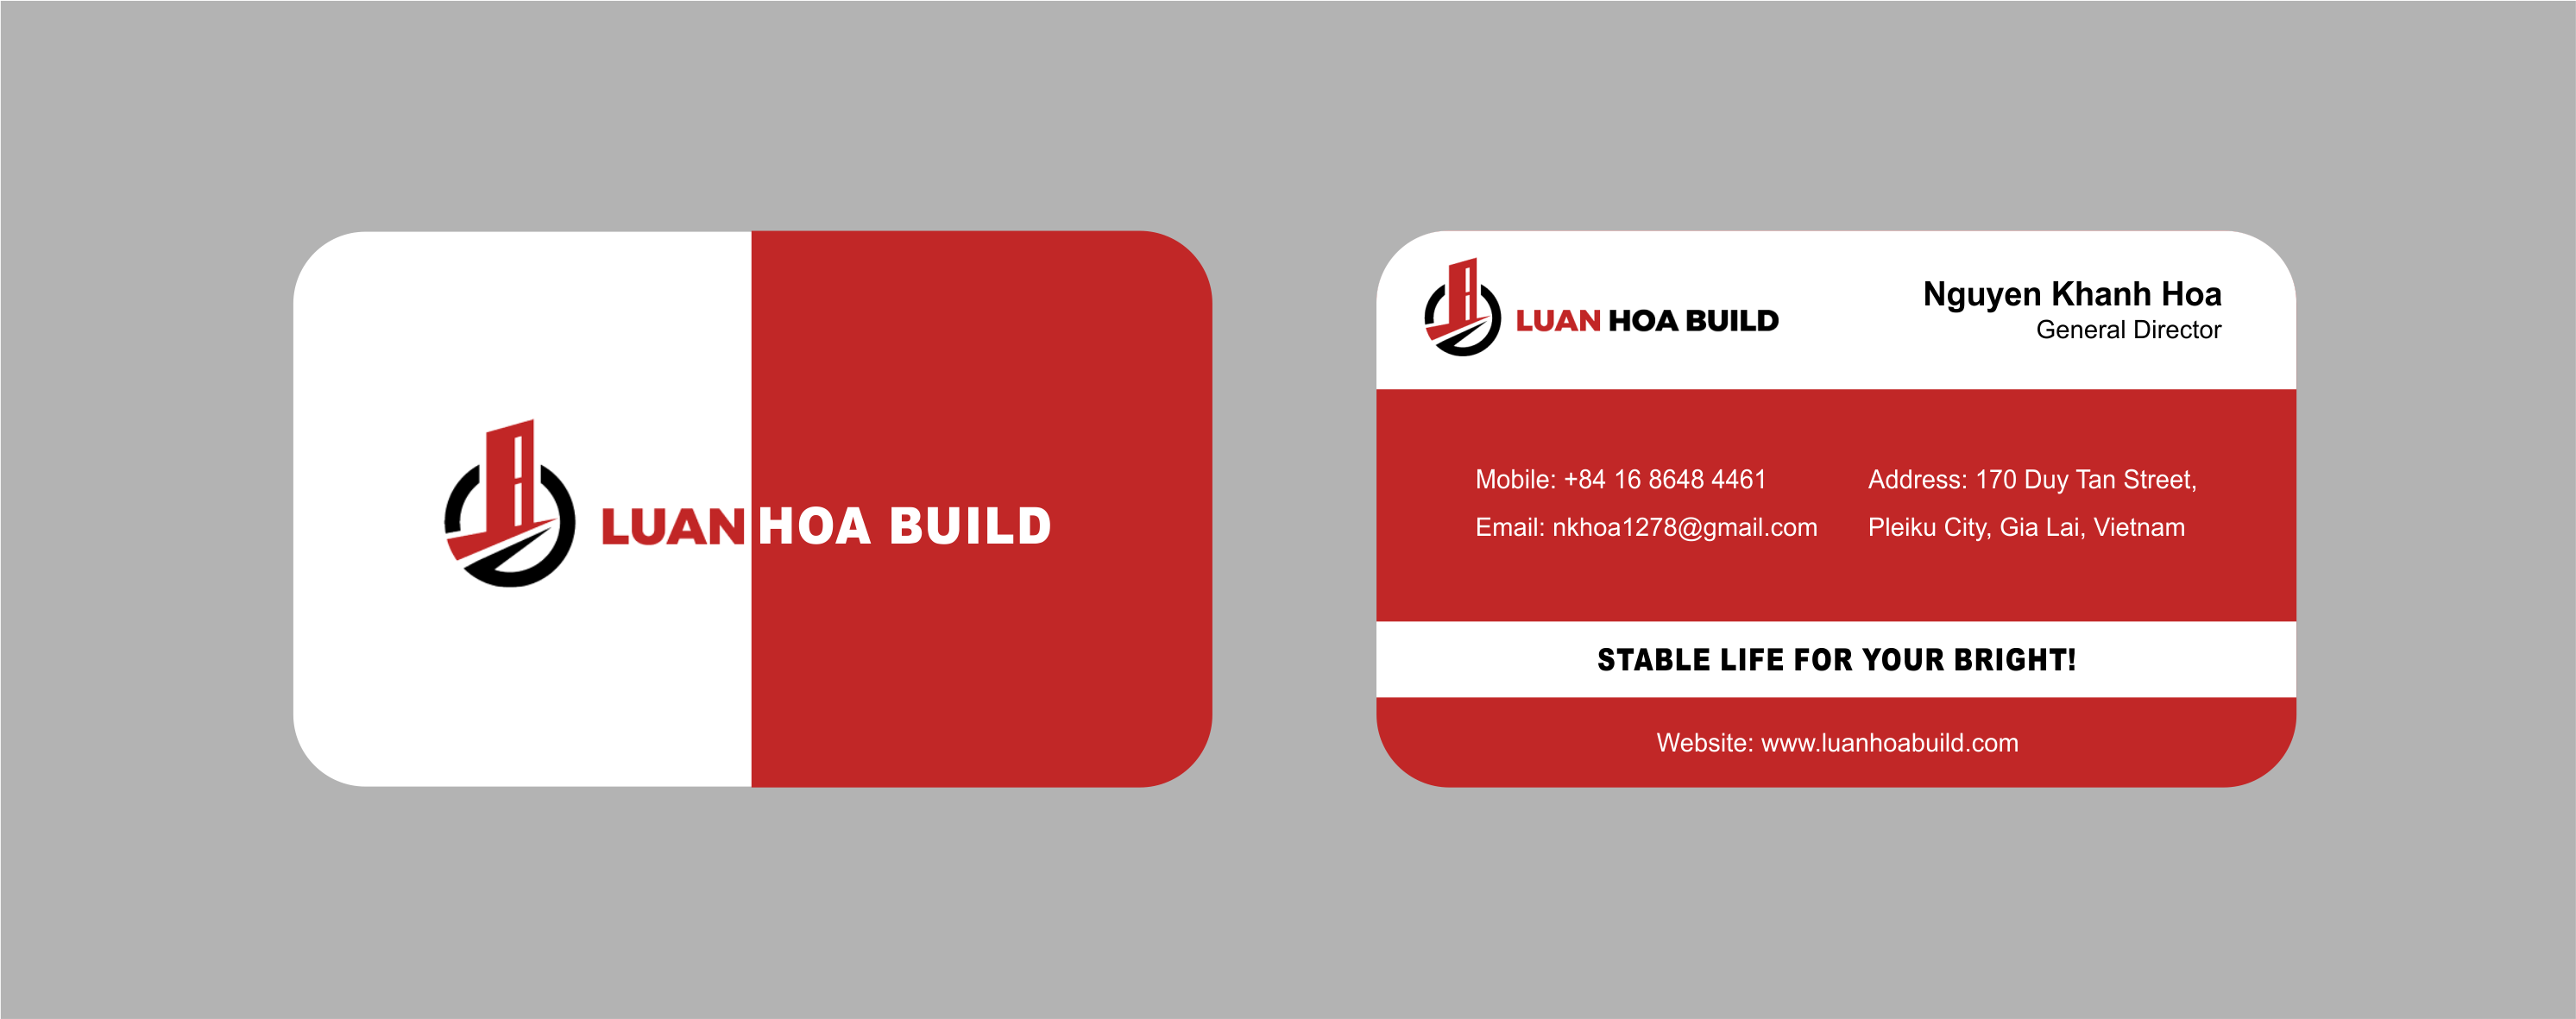 LUAN HOA BUILD
LUAN HOA BUILD
Nguyen Khanh Hoa
General Director
Mobile: +84 16 8648 4461
Email: nkhoa1278@gmail.com
Address: 170 Duy Tan Street,
Pleiku City, Gia Lai, Vietnam
STABLE LIFE FOR YOUR BRIGHT!
Website: www.luanhoabuild.com